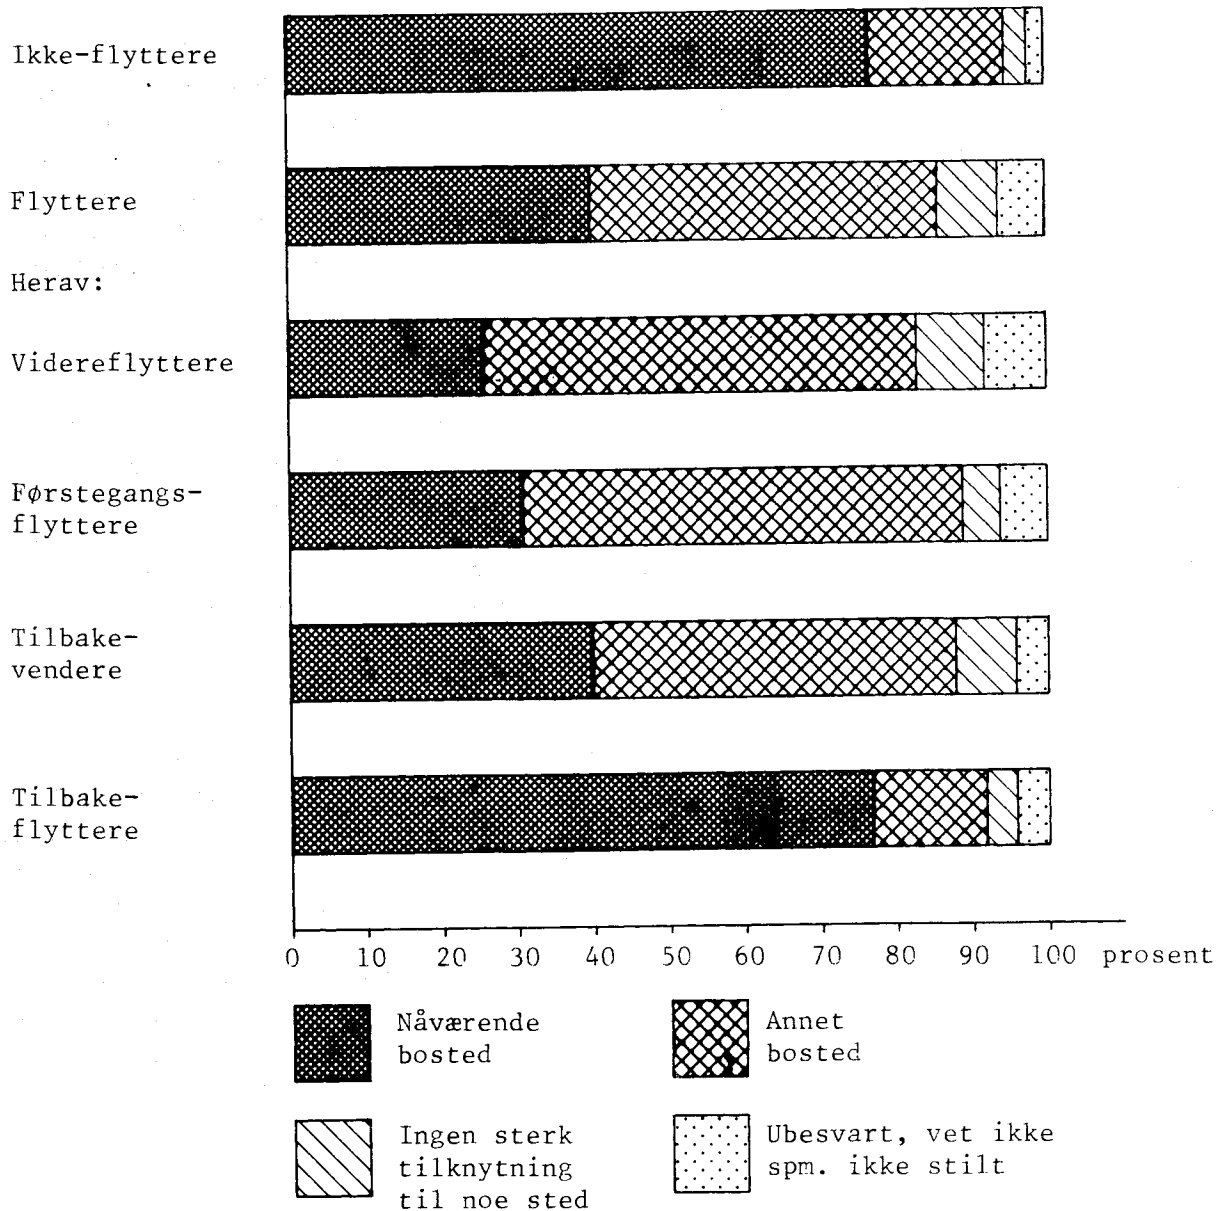 Ikke-flyttere
Flyttere
Herav:
Videreflyttere
Førstegangs-
flyttere
Tilbake-
vendere
Tilbake-
flyttere
0 10 20 30 40 50 60 70 80 90 100 prosent
Nåværende
bosted
Annet
bosted
Ingen sterk
tilknytning
til noe sted
Ubesvart, vet ikke
spm. ikke stilt